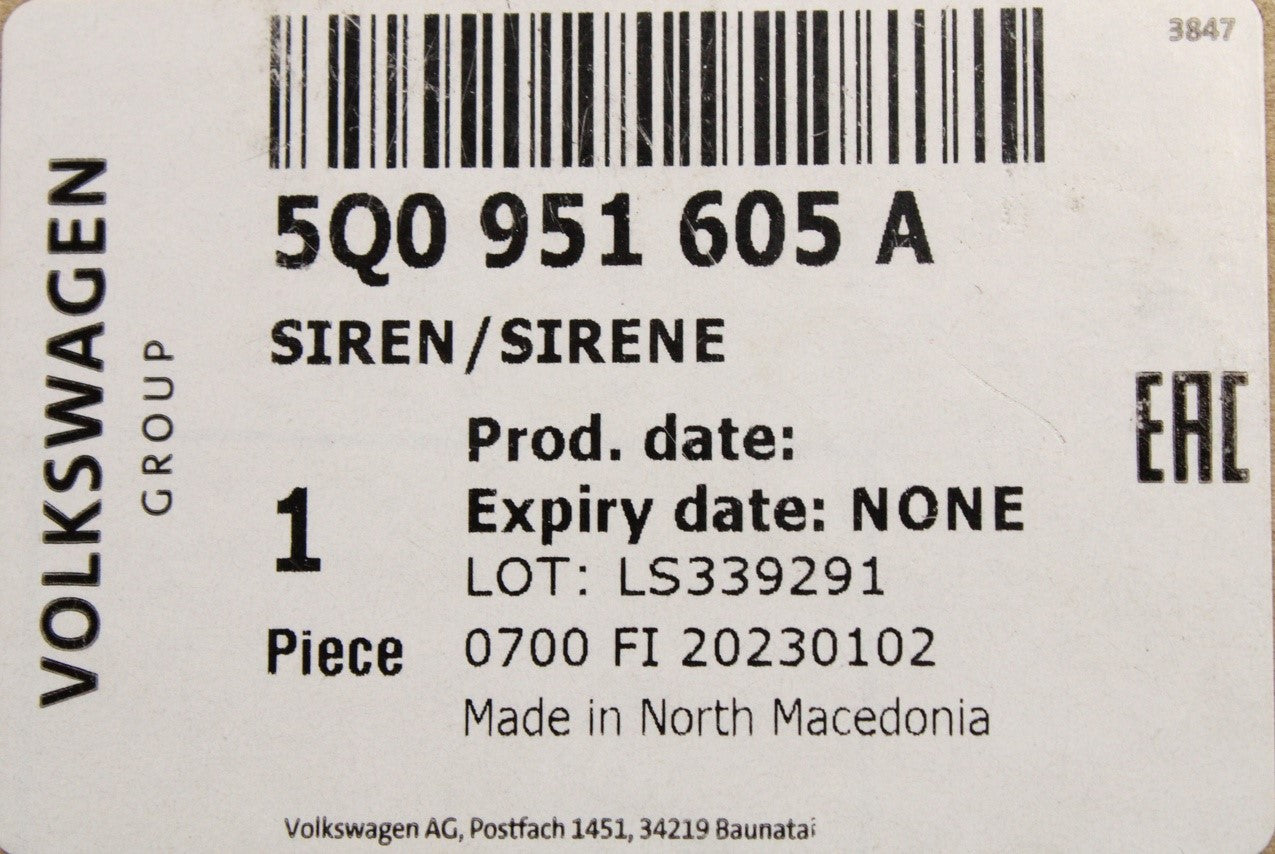 3847
VOLKSWAGEN
GROUP
5Q0 951 605 A
SIREN/SIRENE
EAC
Prod. date:
1
Expiry date: NONE
LOT: LS339291
Piece
0700 FI 20230102
Made in North Macedonia
Volkswagen AG, Postfach 1451, 34219 Baunatal